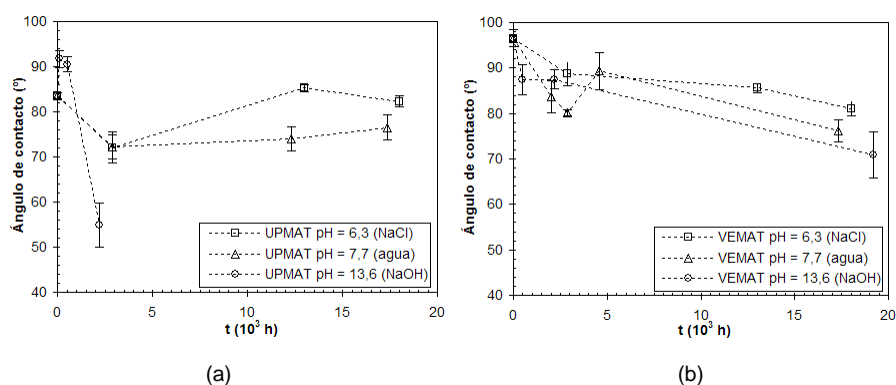 100
90
80
70
60
50
40
0
5
10
15
20
Ángulo de contacto (º)
t (10³ h)
UPMAT pH = 6,3 (NaCl)
UPMAT pH = 7,7 (agua)
UPMAT pH = 13,6 (NaOH)
(a)
100
90
80
70
60
50
40
0
5
10
15
20
Ángulo de contacto (º)
t (10³ h)
VEMAT pH = 6,3 (NaCl)
VEMAT pH = 7,7 (agua)
VEMAT pH = 13,6 (NaOH)
(b)